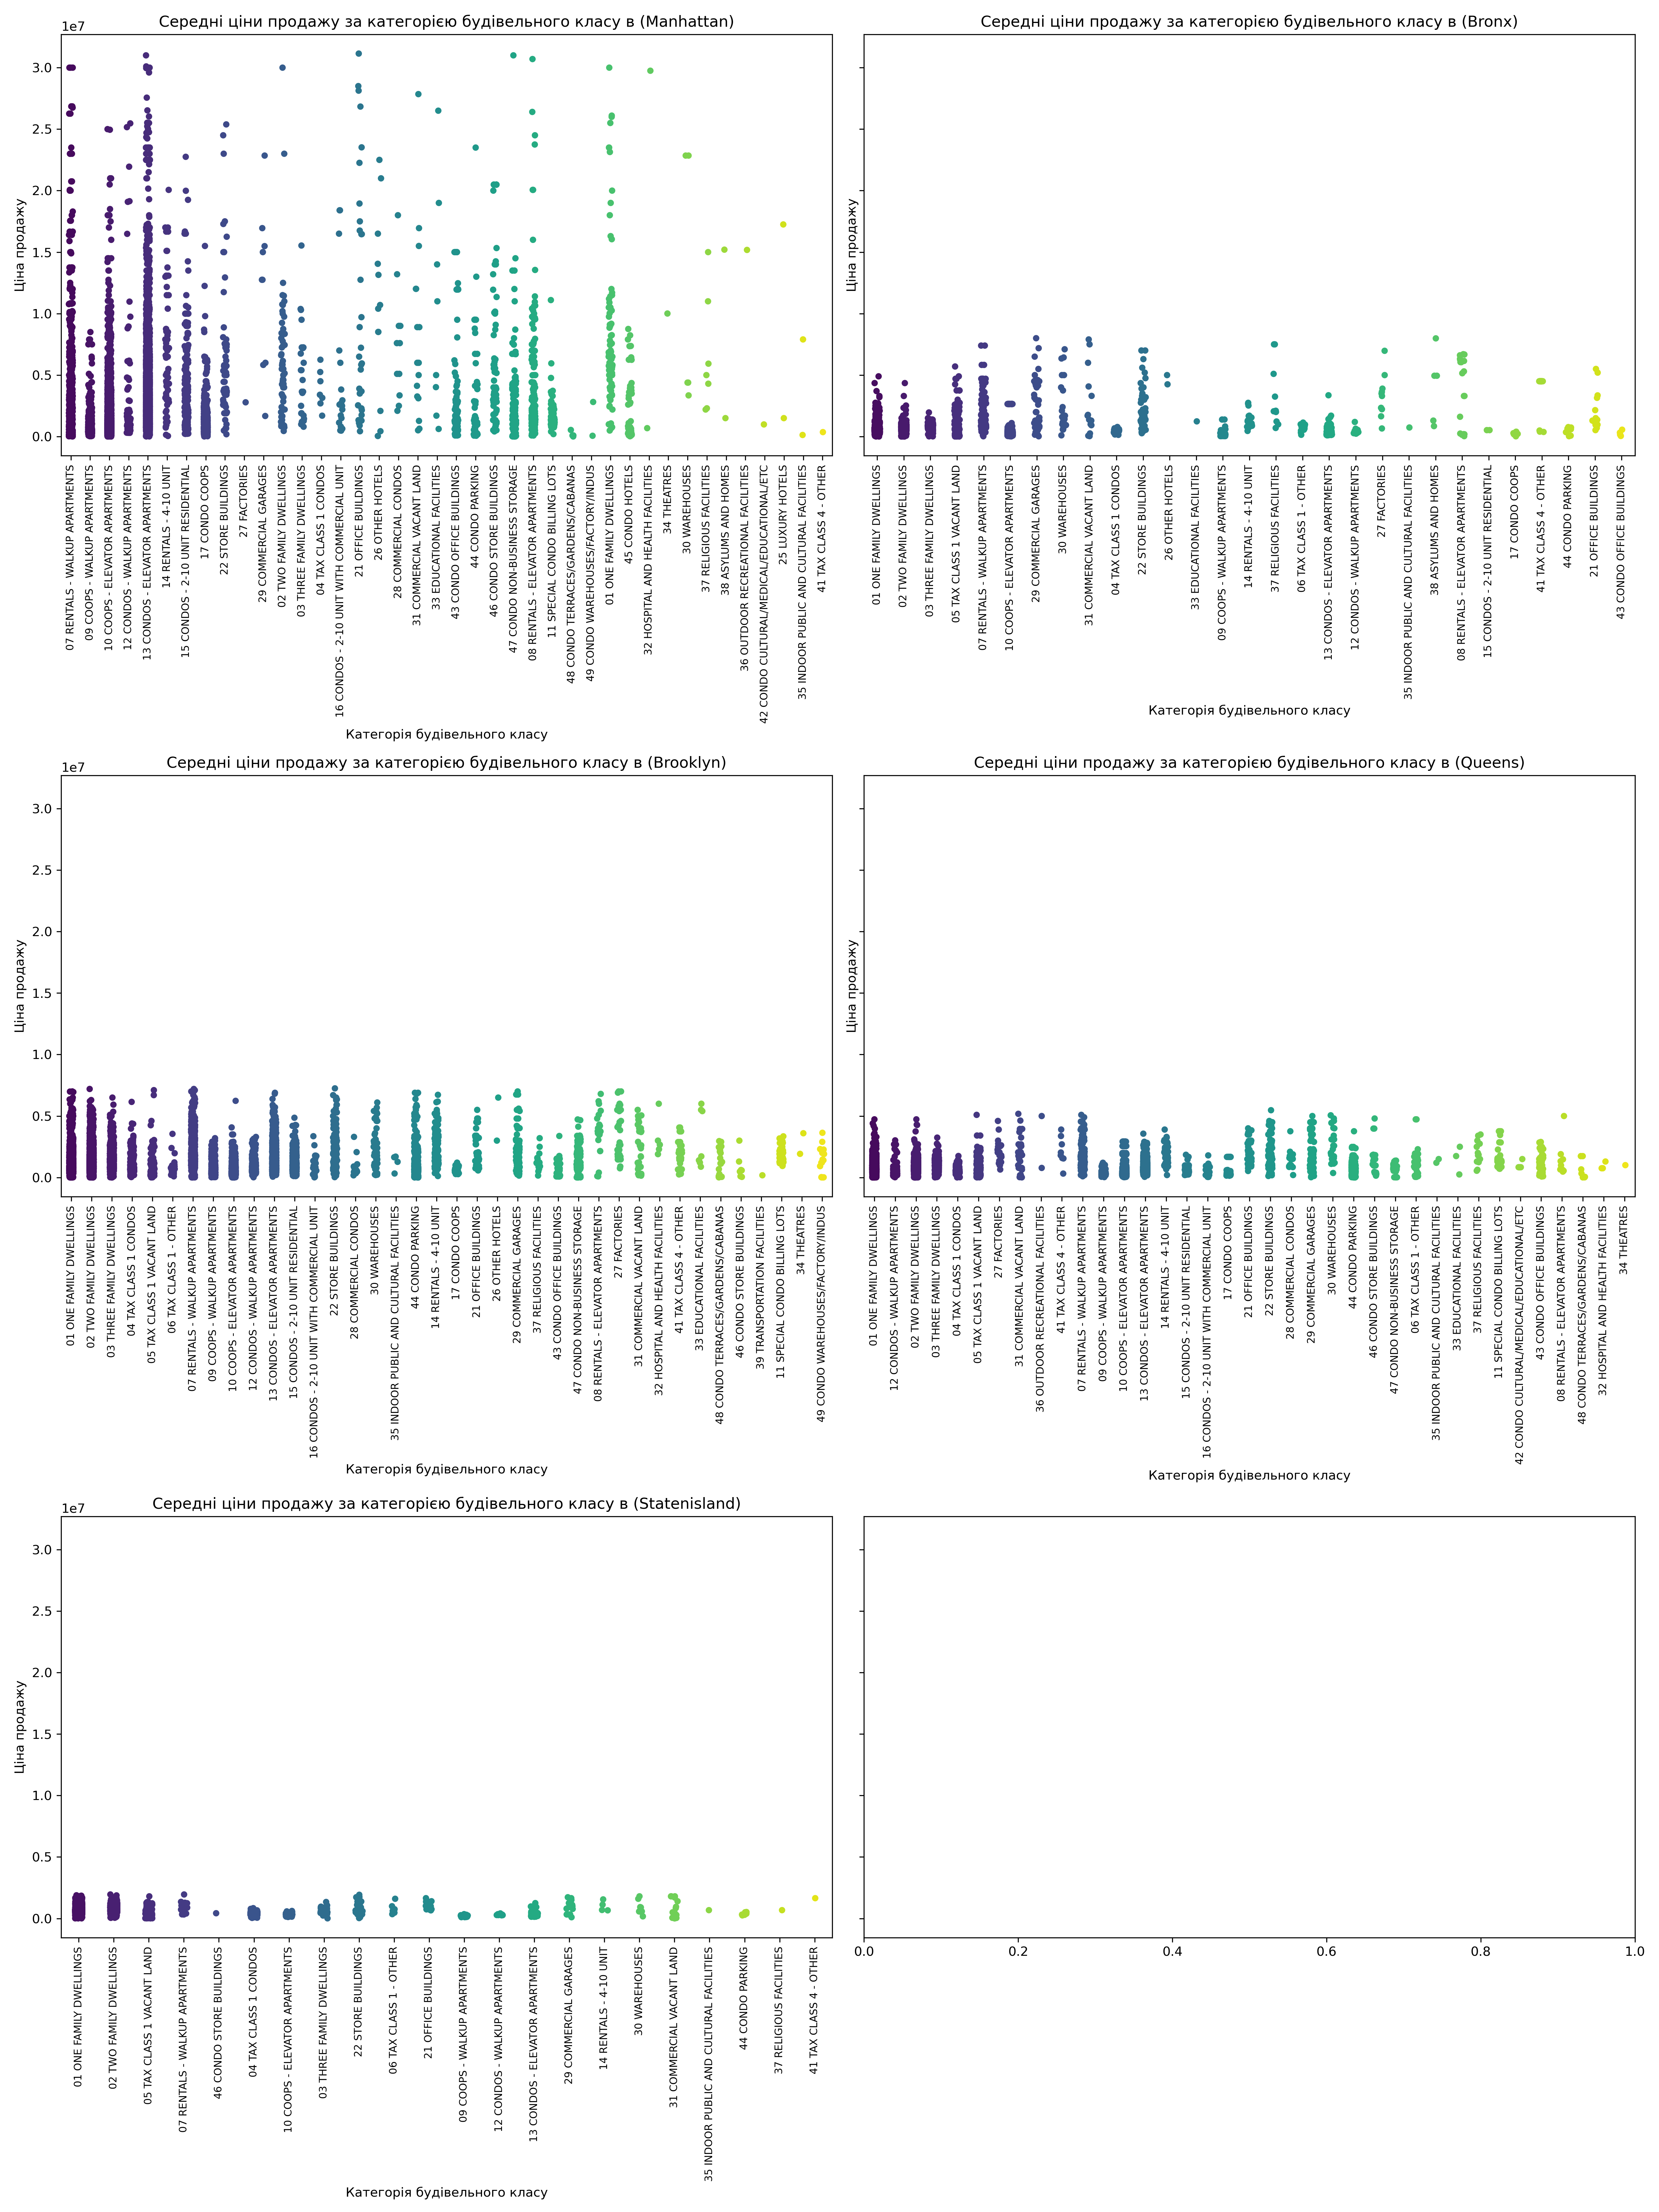 Середні ціни продажу за категорією будівельного класу в (Manhattan)
1e7
Ціна продажу
3.0
2.5
2.0
1.5
1.0
0.5
0.0
07 RENTALS - WALKUP APARTMENTS
09 COOPS - WALKUP APARTMENTS
10 COOPS - ELEVATOR APARTMENTS
12 CONDOS - WALKUP APARTMENTS
13 CONDOS - ELEVATOR APARTMENTS
14 RENTALS - 4-10 UNIT
15 CONDOS - 2-10 UNIT RESIDENTIAL
17 CONDO COOPS
22 STORE BUILDINGS
27 FACTORIES
29 COMMERCIAL GARAGES
02 TWO FAMILY DWELLINGS
03 THREE FAMILY DWELLINGS
04 TAX CLASS 1 CONDOS
16 CONDOS - 2-10 UNIT WITH COMMERCIAL UNIT
21 OFFICE BUILDINGS
26 OTHER HOTELS
28 COMMERCIAL CONDOS
31 COMMERCIAL VACANT LAND
33 EDUCATIONAL FACILITIES
43 CONDO OFFICE BUILDINGS
44 CONDO PARKING
46 CONDO STORE BUILDINGS
47 CONDO NON-BUSINESS STORAGE
08 RENTALS - ELEVATOR APARTMENTS
11 SPECIAL CONDO BILLING LOTS
48 CONDO TERRACES/GARDENS/CABANAS
49 CONDO WAREHOUSES/FACTORY/INDUS
01 ONE FAMILY DWELLINGS
45 CONDO HOTELS
32 HOSPITAL AND HEALTH FACILITIES
34 THEATRES
30 WAREHOUSES
37 RELIGIOUS FACILITIES
38 ASYLUMS AND HOMES
36 OUTDOOR RECREATIONAL FACILITIES
42 CONDO CULTURAL/MEDICAL/EDUCATIONAL/ETC
25 LUXURY HOTELS
35 INDOOR PUBLIC AND CULTURAL FACILITIES
41 TAX CLASS 4 - OTHER
Категорія будівельного класу
Середні ціни продажу за категорією будівельного класу в (Bronx)
Ціна продажу
01 ONE FAMILY DWELLINGS
02 TWO FAMILY DWELLINGS
03 THREE FAMILY DWELLINGS
05 TAX CLASS 1 VACANT LAND
07 RENTALS - WALKUP APARTMENTS
10 COOPS - ELEVATOR APARTMENTS
29 COMMERCIAL GARAGES
30 WAREHOUSES
31 COMMERCIAL VACANT LAND
04 TAX CLASS 1 CONDOS
22 STORE BUILDINGS
26 OTHER HOTELS
33 EDUCATIONAL FACILITIES
09 COOPS - WALKUP APARTMENTS
14 RENTALS - 4-10 UNIT
37 RELIGIOUS FACILITIES
06 TAX CLASS 1 - OTHER
13 CONDOS - ELEVATOR APARTMENTS
12 CONDOS - WALKUP APARTMENTS
27 FACTORIES
35 INDOOR PUBLIC AND CULTURAL FACILITIES
38 ASYLUMS AND HOMES
08 RENTALS - ELEVATOR APARTMENTS
15 CONDOS - 2-10 UNIT RESIDENTIAL
17 CONDO COOPS
41 TAX CLASS 4 - OTHER
44 CONDO PARKING
21 OFFICE BUILDINGS
43 CONDO OFFICE BUILDINGS
Категорія будівельного класу
Середні ціни продажу за категорією будівельного класу в (Brooklyn)
1e7
Ціна продажу
3.0
2.5
2.0
1.5
1.0
0.5
0.0
01 ONE FAMILY DWELLINGS
02 TWO FAMILY DWELLINGS
03 THREE FAMILY DWELLINGS
04 TAX CLASS 1 CONDOS
05 TAX CLASS 1 VACANT LAND
06 TAX CLASS 1 - OTHER
07 RENTALS - WALKUP APARTMENTS
09 COOPS - WALKUP APARTMENTS
10 COOPS - ELEVATOR APARTMENTS
12 CONDOS - WALKUP APARTMENTS
13 CONDOS - ELEVATOR APARTMENTS
15 CONDOS - 2-10 UNIT RESIDENTIAL
16 CONDOS - 2-10 UNIT WITH COMMERCIAL UNIT
22 STORE BUILDINGS
28 COMMERCIAL CONDOS
30 WAREHOUSES
35 INDOOR PUBLIC AND CULTURAL FACILITIES
44 CONDO PARKING
14 RENTALS - 4-10 UNIT
17 CONDO COOPS
21 OFFICE BUILDINGS
26 OTHER HOTELS
29 COMMERCIAL GARAGES
37 RELIGIOUS FACILITIES
43 CONDO OFFICE BUILDINGS
47 CONDO NON-BUSINESS STORAGE
08 RENTALS - ELEVATOR APARTMENTS
27 FACTORIES
31 COMMERCIAL VACANT LAND
32 HOSPITAL AND HEALTH FACILITIES
41 TAX CLASS 4 - OTHER
33 EDUCATIONAL FACILITIES
48 CONDO TERRACES/GARDENS/CABANAS
46 CONDO STORE BUILDINGS
39 TRANSPORTATION FACILITIES
11 SPECIAL CONDO BILLING LOTS
34 THEATRES
49 CONDO WAREHOUSES/FACTORY/INDUS
Категорія будівельного класу
Середні ціни продажу за категорією будівельного класу в (Queens)
Ціна продажу
01 ONE FAMILY DWELLINGS
12 CONDOS - WALKUP APARTMENTS
02 TWO FAMILY DWELLINGS
03 THREE FAMILY DWELLINGS
04 TAX CLASS 1 CONDOS
05 TAX CLASS 1 VACANT LAND
27 FACTORIES
31 COMMERCIAL VACANT LAND
36 OUTDOOR RECREATIONAL FACILITIES
41 TAX CLASS 4 - OTHER
07 RENTALS - WALKUP APARTMENTS
09 COOPS - WALKUP APARTMENTS
10 COOPS - ELEVATOR APARTMENTS
13 CONDOS - ELEVATOR APARTMENTS
14 RENTALS - 4-10 UNIT
15 CONDOS - 2-10 UNIT RESIDENTIAL
16 CONDOS - 2-10 UNIT WITH COMMERCIAL UNIT
17 CONDO COOPS
21 OFFICE BUILDINGS
22 STORE BUILDINGS
28 COMMERCIAL CONDOS
29 COMMERCIAL GARAGES
30 WAREHOUSES
44 CONDO PARKING
46 CONDO STORE BUILDINGS
47 CONDO NON-BUSINESS STORAGE
06 TAX CLASS 1 - OTHER
35 INDOOR PUBLIC AND CULTURAL FACILITIES
33 EDUCATIONAL FACILITIES
37 RELIGIOUS FACILITIES
11 SPECIAL CONDO BILLING LOTS
42 CONDO CULTURAL/MEDICAL/EDUCATIONAL/ETC
43 CONDO OFFICE BUILDINGS
08 RENTALS - ELEVATOR APARTMENTS
48 CONDO TERRACES/GARDENS/CABANAS
32 HOSPITAL AND HEALTH FACILITIES
34 THEATRES
Категорія будівельного класу
Середні ціни продажу за категорією будівельного класу в (Statenisland)
1e7
Ціна продажу
3.0
2.5
2.0
1.5
1.0
0.5
0.0
01 ONE FAMILY DWELLINGS
02 TWO FAMILY DWELLINGS
05 TAX CLASS 1 VACANT LAND
07 RENTALS - WALKUP APARTMENTS
46 CONDO STORE BUILDINGS
04 TAX CLASS 1 CONDOS
10 COOPS - ELEVATOR APARTMENTS
03 THREE FAMILY DWELLINGS
22 STORE BUILDINGS
06 TAX CLASS 1 - OTHER
21 OFFICE BUILDINGS
09 COOPS - WALKUP APARTMENTS
12 CONDOS - WALKUP APARTMENTS
13 CONDOS - ELEVATOR APARTMENTS
29 COMMERCIAL GARAGES
14 RENTALS - 4-10 UNIT
30 WAREHOUSES
31 COMMERCIAL VACANT LAND
35 INDOOR PUBLIC AND CULTURAL FACILITIES
44 CONDO PARKING
37 RELIGIOUS FACILITIES
41 TAX CLASS 4 - OTHER
Категорія будівельного класу
0.0 0.2 0.4 0.6 0.8 1.0